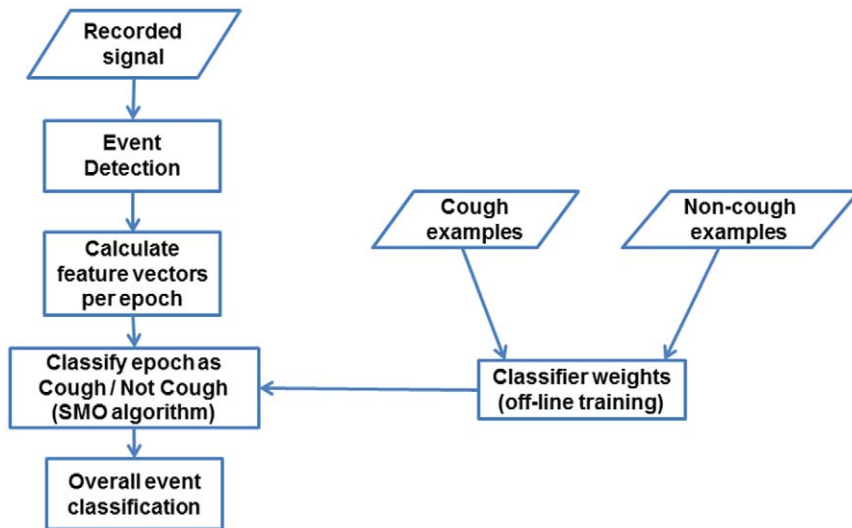 Recorded
signal
Event
Detection
Calculate
feature vectors
per epoch
Cough
examples
Non-cough
examples
Classify epoch as
Cough / Not Cough
(SMO algorithm)
Classifier weights
(off-line training)
Overall event
classification